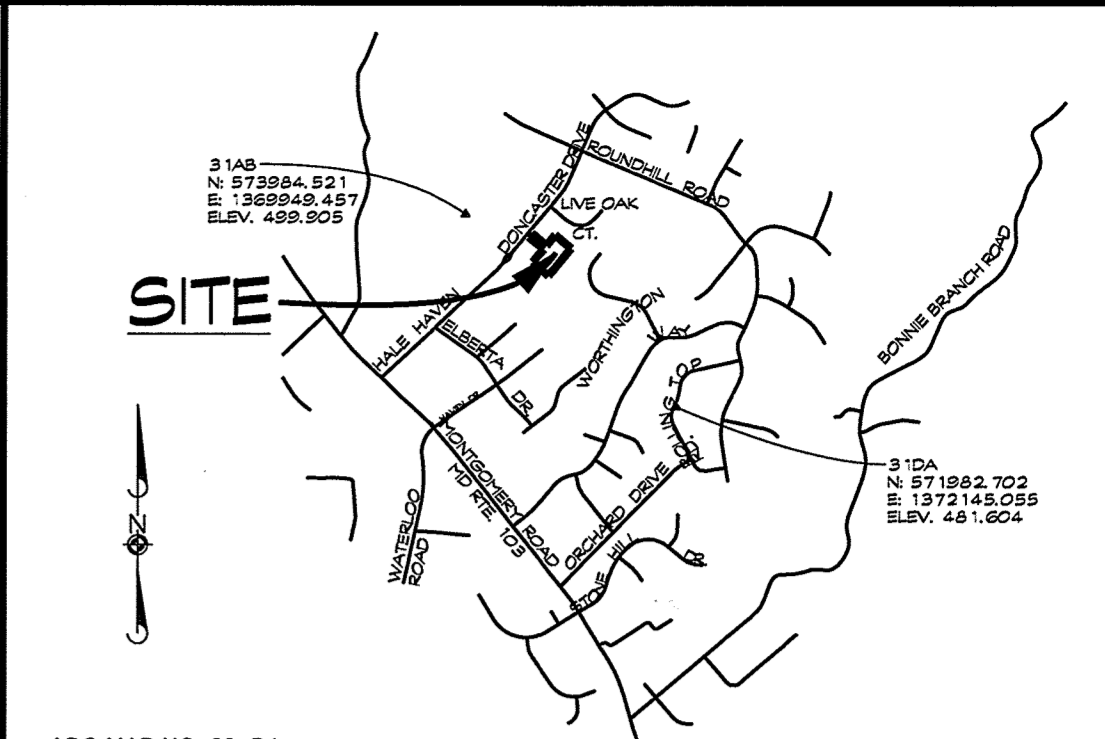 31AB
N: 573984.521
E: 1369949.457
ELEV. 499.905
DONCASTER DRIVE
ROUNDHILL ROAD
LIVE OAK
CT.
SITE
HALE HAVEN
ELBERTA
DR.
WORTHINGTON
WAY
BONNIE BRANCH ROAD
ROLLING TOP
RD.
MONTGOMERY ROAD
MD RTE. 103
ORCHARD DRIVE
31DA
N: 571982.702
E: 1372145.055
ELEV. 481.604
WATERLOO
ROAD
STONE HILL
DR
N